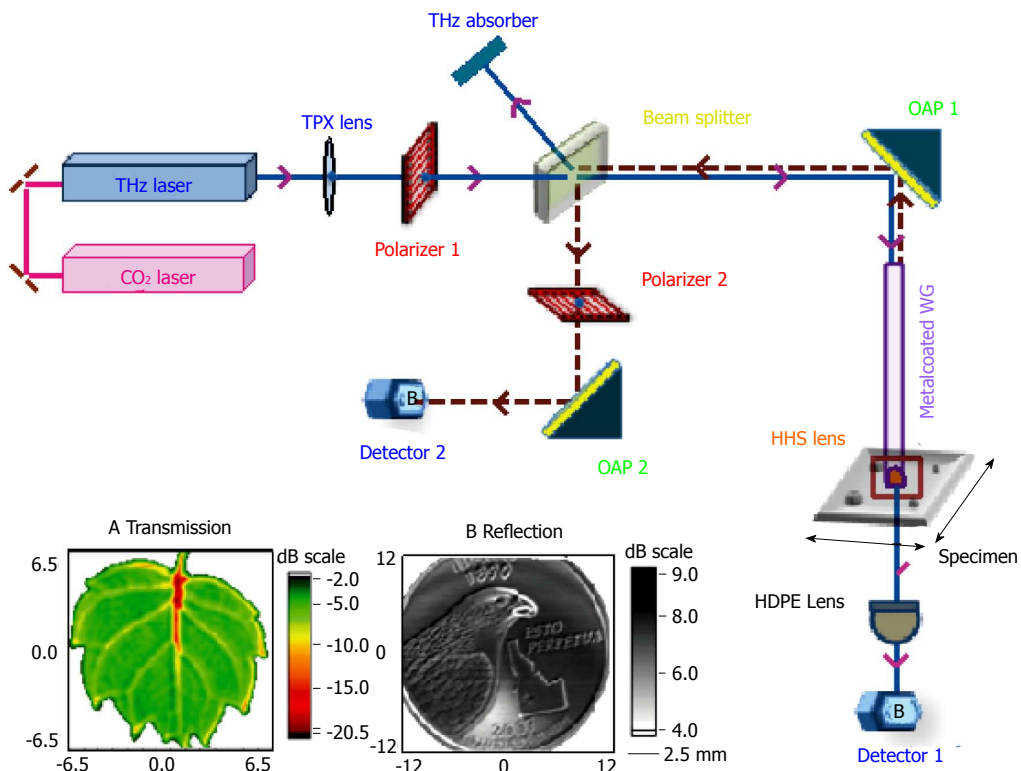 THz absorber
OAP 1
Beam splitter
TPX lens
THz laser
Polarizer 1
CO₂ laser
Polarizer 2
Metalcoated WG
B
Detector 2
OAP 2
HHS lens
Specimen
HDPE Lens
B
Detector 1
A Transmission
dB scale
6.5
0.0
-6.5
-6.5 0.0 6.5
-2.0
-5.0
-10.0
-15.0
-20.5
B Reflection
dB scale
12
0
-12
-12 0 12
1890
ESTO
PERPETUA
9.0
8.0
6.0
4.0
2.5 mm